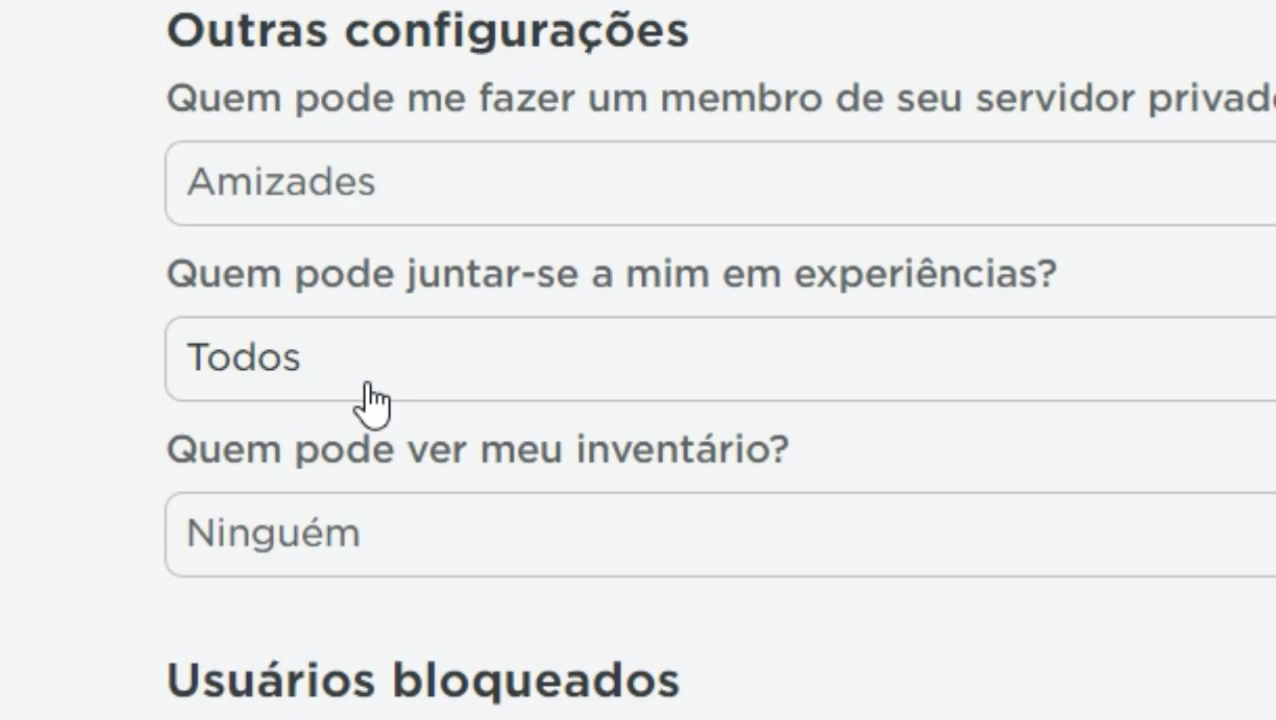 Outras configurações
Quem pode me fazer um membro de seu servidor privad
Amizades
Quem pode juntar-se a mim em experiências?
Todos
Quem pode ver meu inventário?
Ninguém
Usuários bloqueados